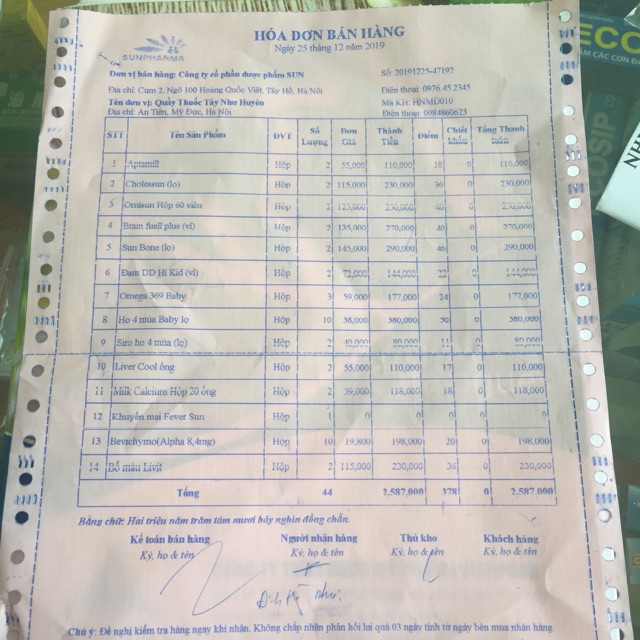 SUNPHARMA
HÓA ĐƠN BÁN HÀNG
Ngày 25 tháng 12 năm 2019
Đơn vị bán hàng: Công ty cổ phần dược phẩm SUN
Số: 20191225-47192
Địa chỉ: Cum 2, Ngõ 100 Hoàng Quốc Việt, Tây Hồ, Hà Nội
Điện thoại: 0976.45.2345
Tên đơn vị: Quầy Thuốc Tây Như Huyên
Mã KH: HNMD010
Địa chỉ: An Tiến, Mỹ Đức, Hà Nội
Điện thoại: 0984860623
STT Tên Sản Phẩm ĐVT Số Lượng Đơn Giá Thành Tiền Điểm Chiết khấu Tổng Thanh toán
1 Aptamill Hộp 2 55,000 110,000 18 0 110,000
2 Cholessun (lọ) Hộp 2 115,000 230,000 36 0 230,000
3 Omisun Hộp 60 viên Hộp 2 125,000 250,000 40 0 250,000
4 Brain fuell plus (vỉ) Hộp 2 135,000 270,000 40 0 270,000
5 Sun Bone (lọ) Hộp 2 145,000 290,000 46 0 290,000
6 Đạm DD Hi Kid (vỉ) Hộp 2 72,000 144,000 22 0 144,000
7 Omega 369 Baby Hộp 3 59,000 177,000 24 0 177,000
8 Ho 4 mùa Baby lọ Hộp 10 38,000 380,000 50 0 380,000
9 Siro ho 4 mùa (lọ) Hộp 2 40,000 80,000 11 0 80,000
10 Liver Cool ống Hộp 2 55,000 110,000 17 0 110,000
11 Milk Calcium Hộp 20 ống Hộp 2 59,000 118,000 18 0 118,000
12 Khuyến mại Fever Sun Hộp 1 0 0 0 0
13 Bevichymo(Alpha 8,4mg) Hộp 10 19,800 198,000 20 0 198,000
14 Bổ máu Livit Hộp 2 115,000 230,000 36 0 230,000
Tổng 44 2,587,000 378 0 2,587,000
Bằng chữ: Hai triệu năm trăm tám mươi bảy nghìn đồng chẵn.
Kế toán bán hàng Người nhận hàng Thủ kho Khách hàng
Ký, họ & tên Ký, họ & tên Ký, họ & tên Ký, họ & tên
Chú ý: Đề nghị kiểm tra hàng ngay khi nhận. Không chấp nhận phản hồi lại quá 03 ngày tính từ ngày bên mua nhận hàng